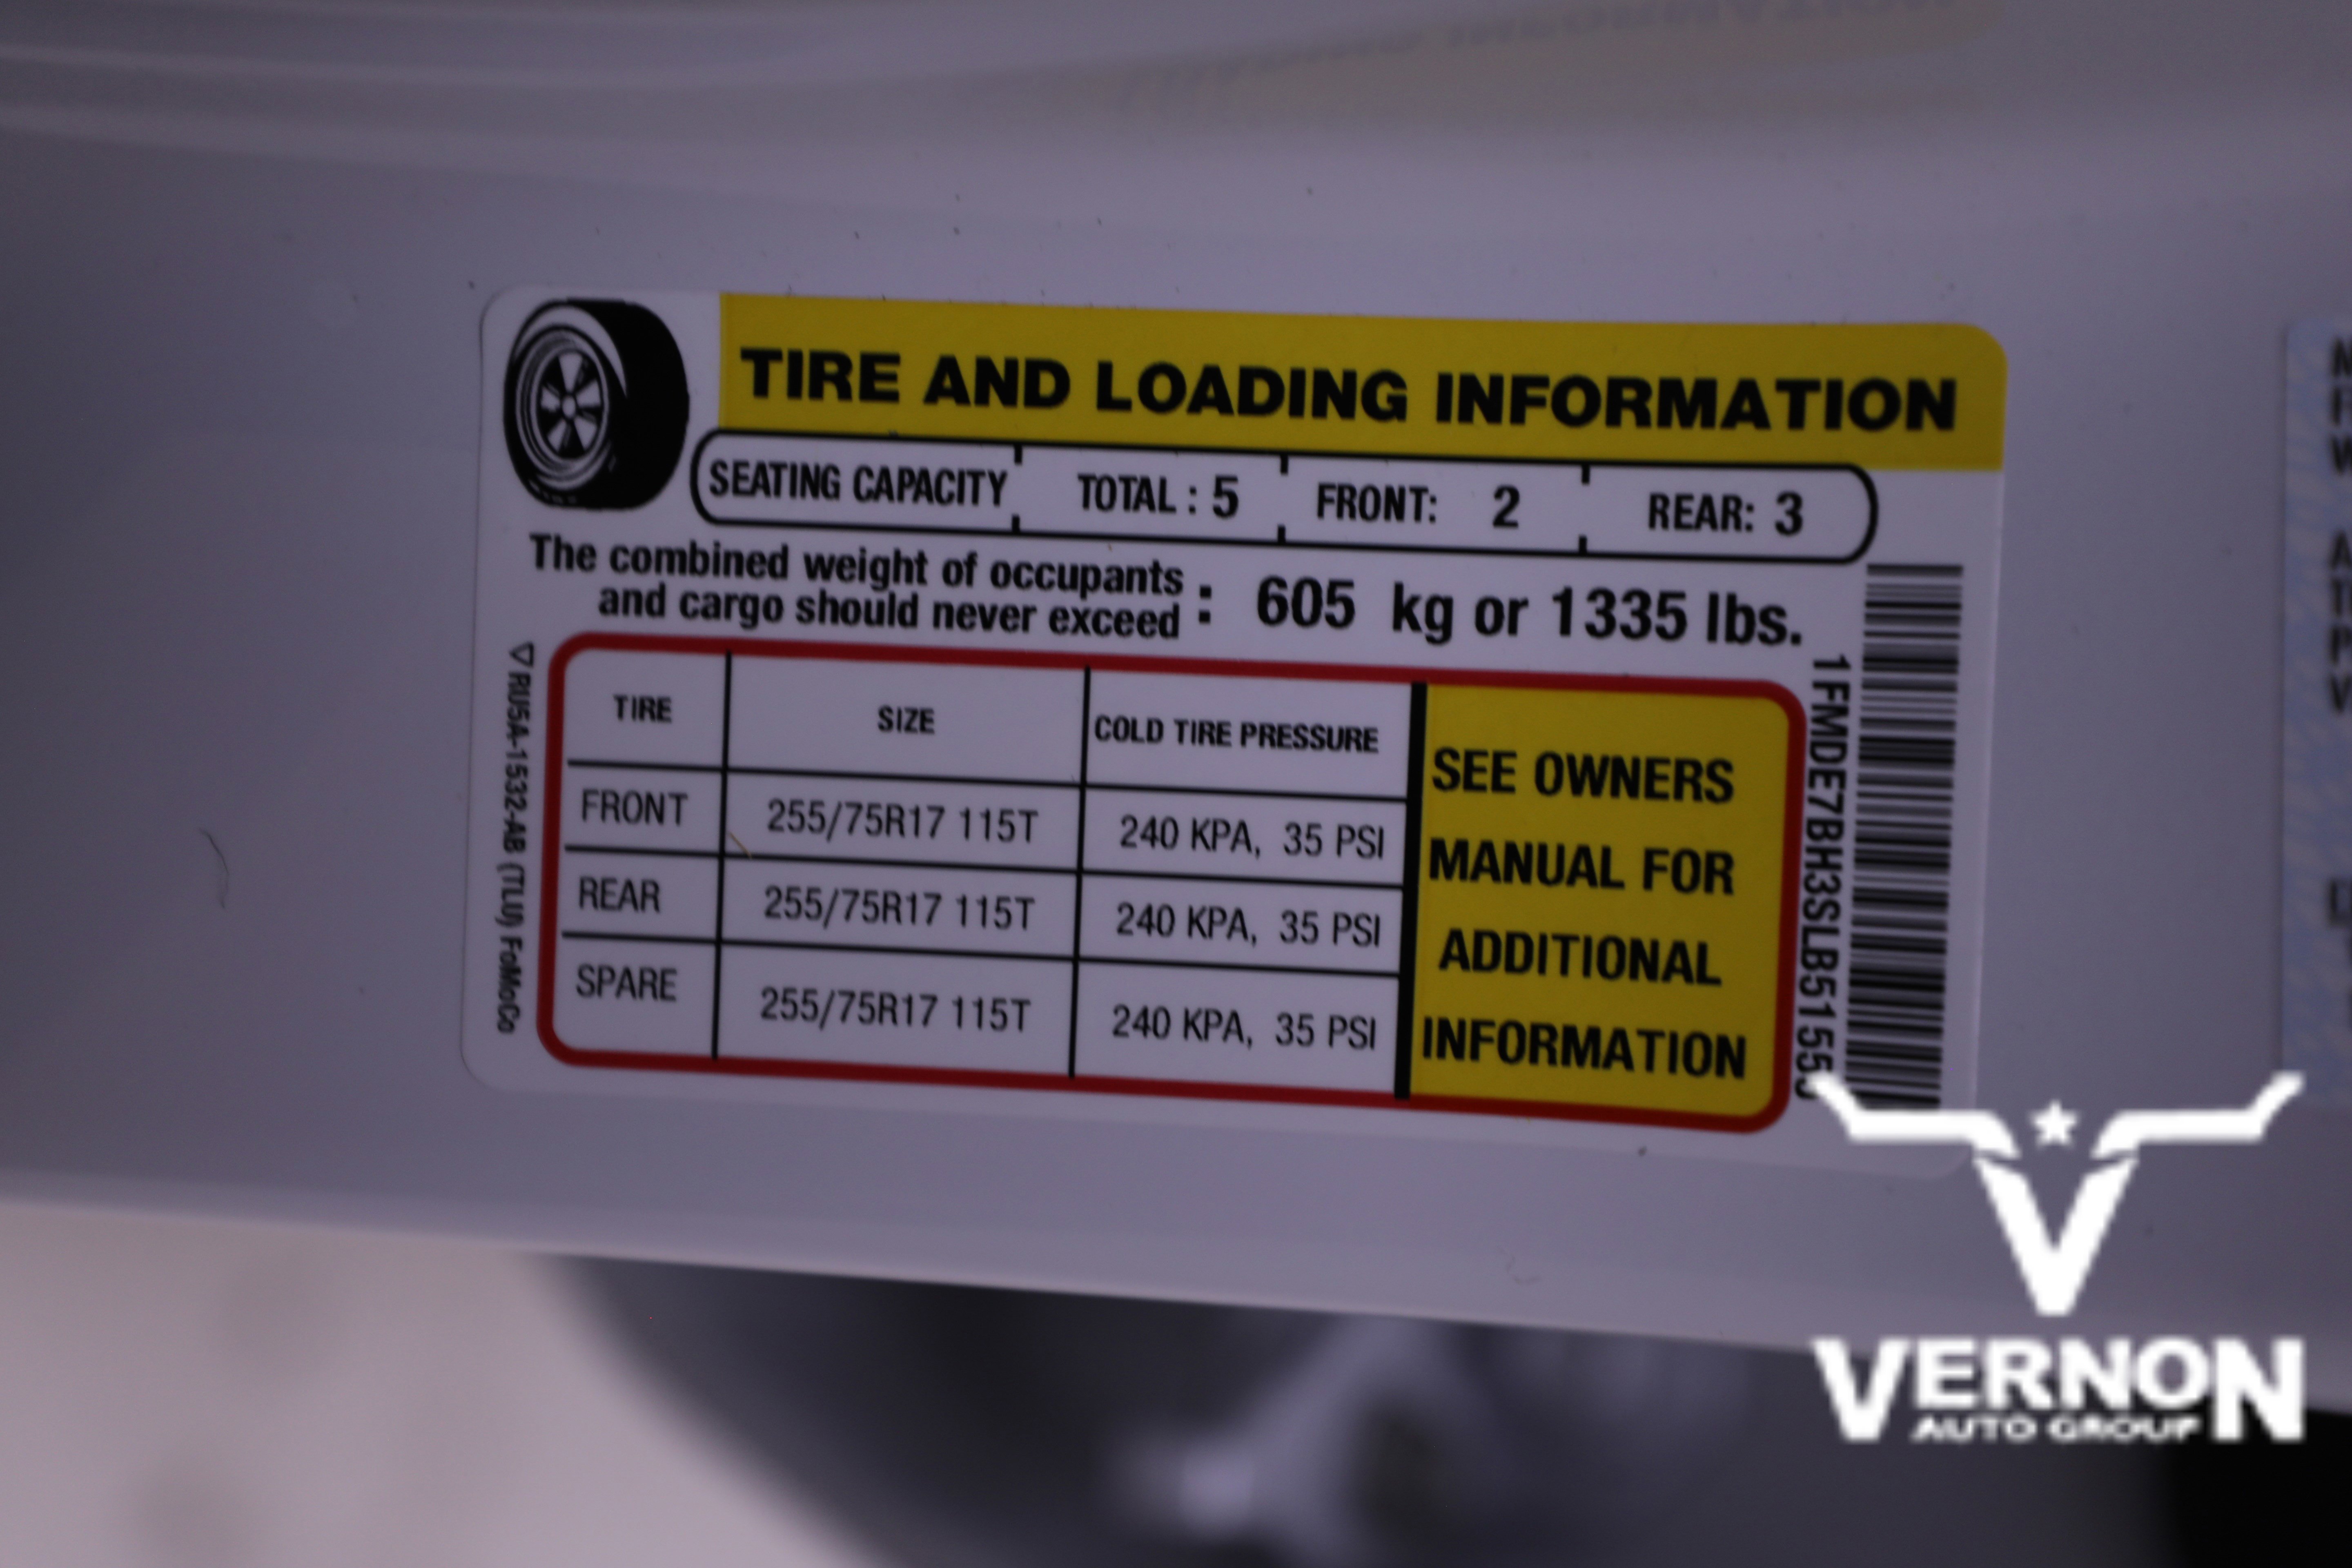 TIRE AND LOADING INFORMATION
SEATING CAPACITY TOTAL : 5 FRONT: 2 REAR: 3
The combined weight of occupants
and cargo should never exceed : 605 kg or 1335 lbs.
TIRE SIZE COLD TIRE PRESSURE
FRONT 255/75R17 115T 240 KPA, 35 PSI
REAR 255/75R17 115T 240 KPA, 35 PSI
SPARE 255/75R17 115T 240 KPA, 35 PSI
SEE OWNERS
MANUAL FOR
ADDITIONAL
INFORMATION
RU5A-1532-AB (TLU) FoMoCo
VERNON
AUTO GROUP